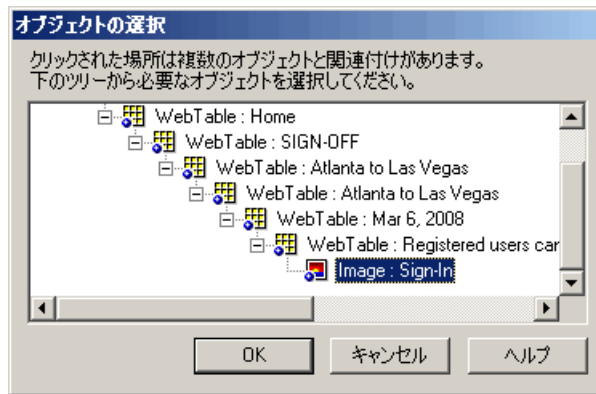 オブジェクトの選択
クリックされた場所は複数のオブジェクトと関連付けがあります。
下のツリーから必要なオブジェクトを選択してください。
WebTable : Home
WebTable : SIGN-OFF
WebTable : Atlanta to Las Vegas
WebTable : Atlanta to Las Vegas
WebTable : Mar 6, 2008
WebTable : Registered users car
Image : Sign-In
OK キャンセル ヘルプ